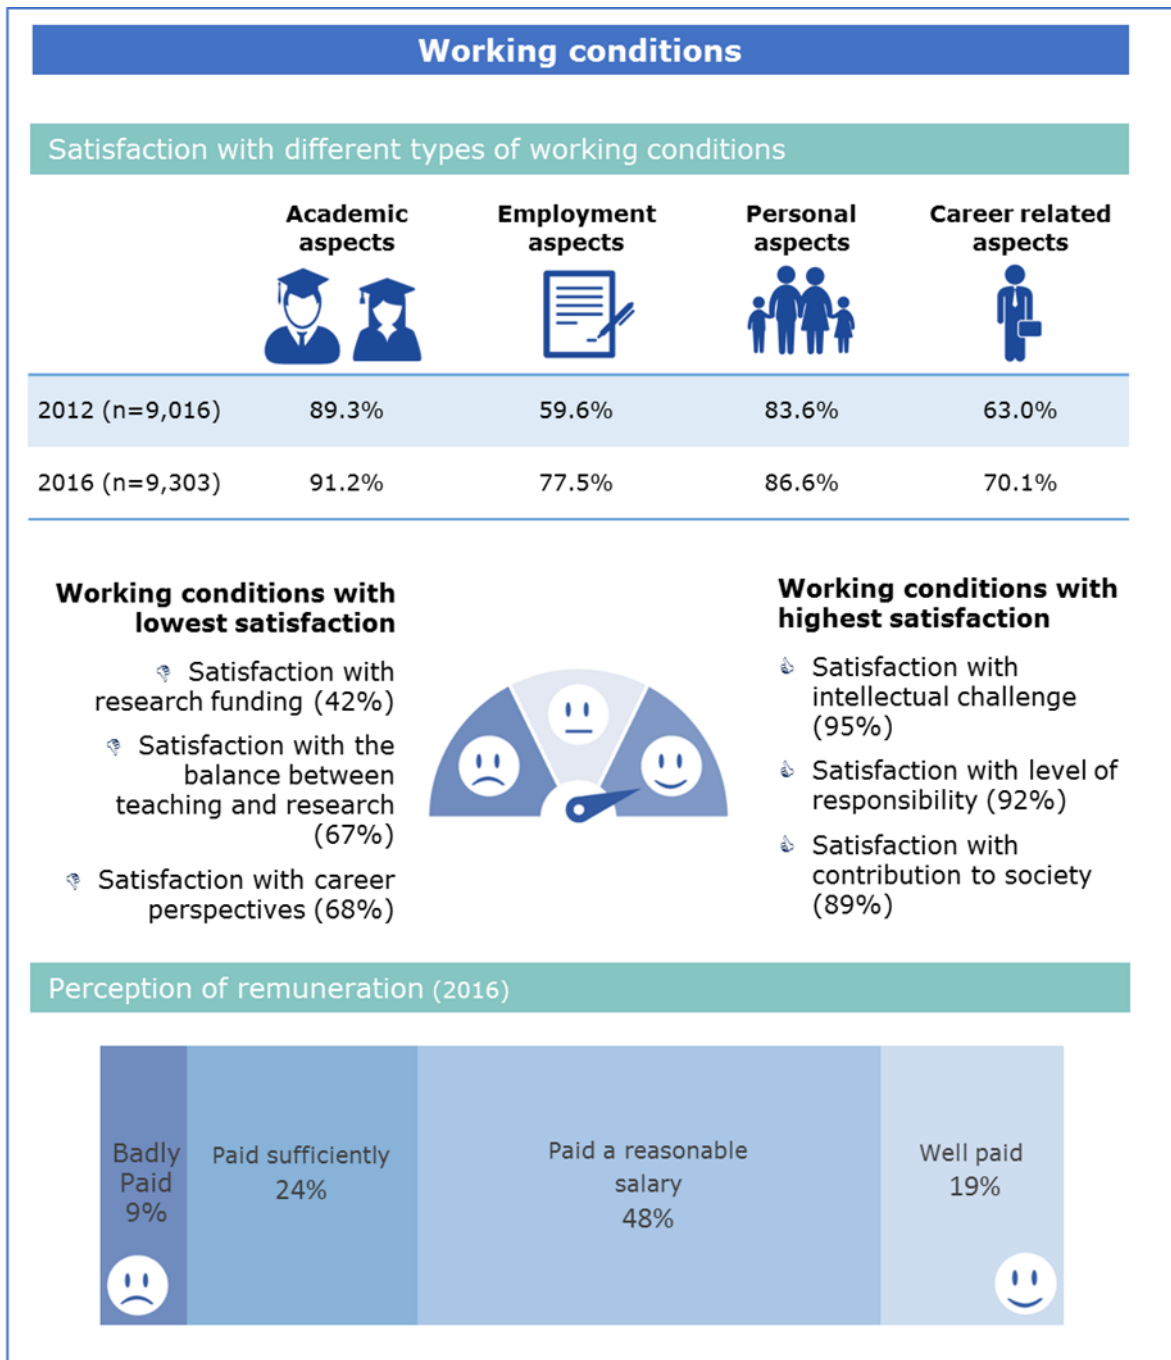 Working conditions
Satisfaction with different types of working conditions
Academic
aspects
Employment
aspects
Personal
aspects
Career related
aspects
2012 (n=9,016) 89.3% 59.6% 83.6% 63.0%
2016 (n=9,303) 91.2% 77.5% 86.6% 70.1%
Working conditions with
lowest satisfaction
Satisfaction with
research funding (42%)
Satisfaction with the
balance between
teaching and research
(67%)
Satisfaction with career
perspectives (68%)
Working conditions with
highest satisfaction
Satisfaction with
intellectual challenge
(95%)
Satisfaction with level of
responsibility (92%)
Satisfaction with
contribution to society
(89%)
Perception of remuneration (2016)
Badly
Paid
9%
Paid sufficiently
24%
Paid a reasonable
salary
48%
Well paid
19%